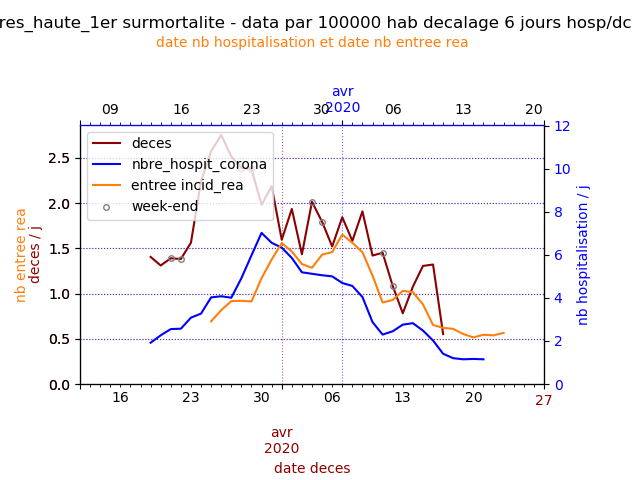 res_haute_1er surmortalite - data par 100000 hab decalage 6 jours hosp/dc
date nb hospitalisation et date nb entree rea
avr
2020
09 16 23 30 06 13 20
deces
nbre_hospit_corona
entree incid_rea
week-end
nb entree rea
deces / j
nb hospitalisation / j
2.5
2.0
1.5
1.0
0.5
0.0
12
10
8
6
4
2
0
16 23 30 06 13 20 27
avr
2020
date deces